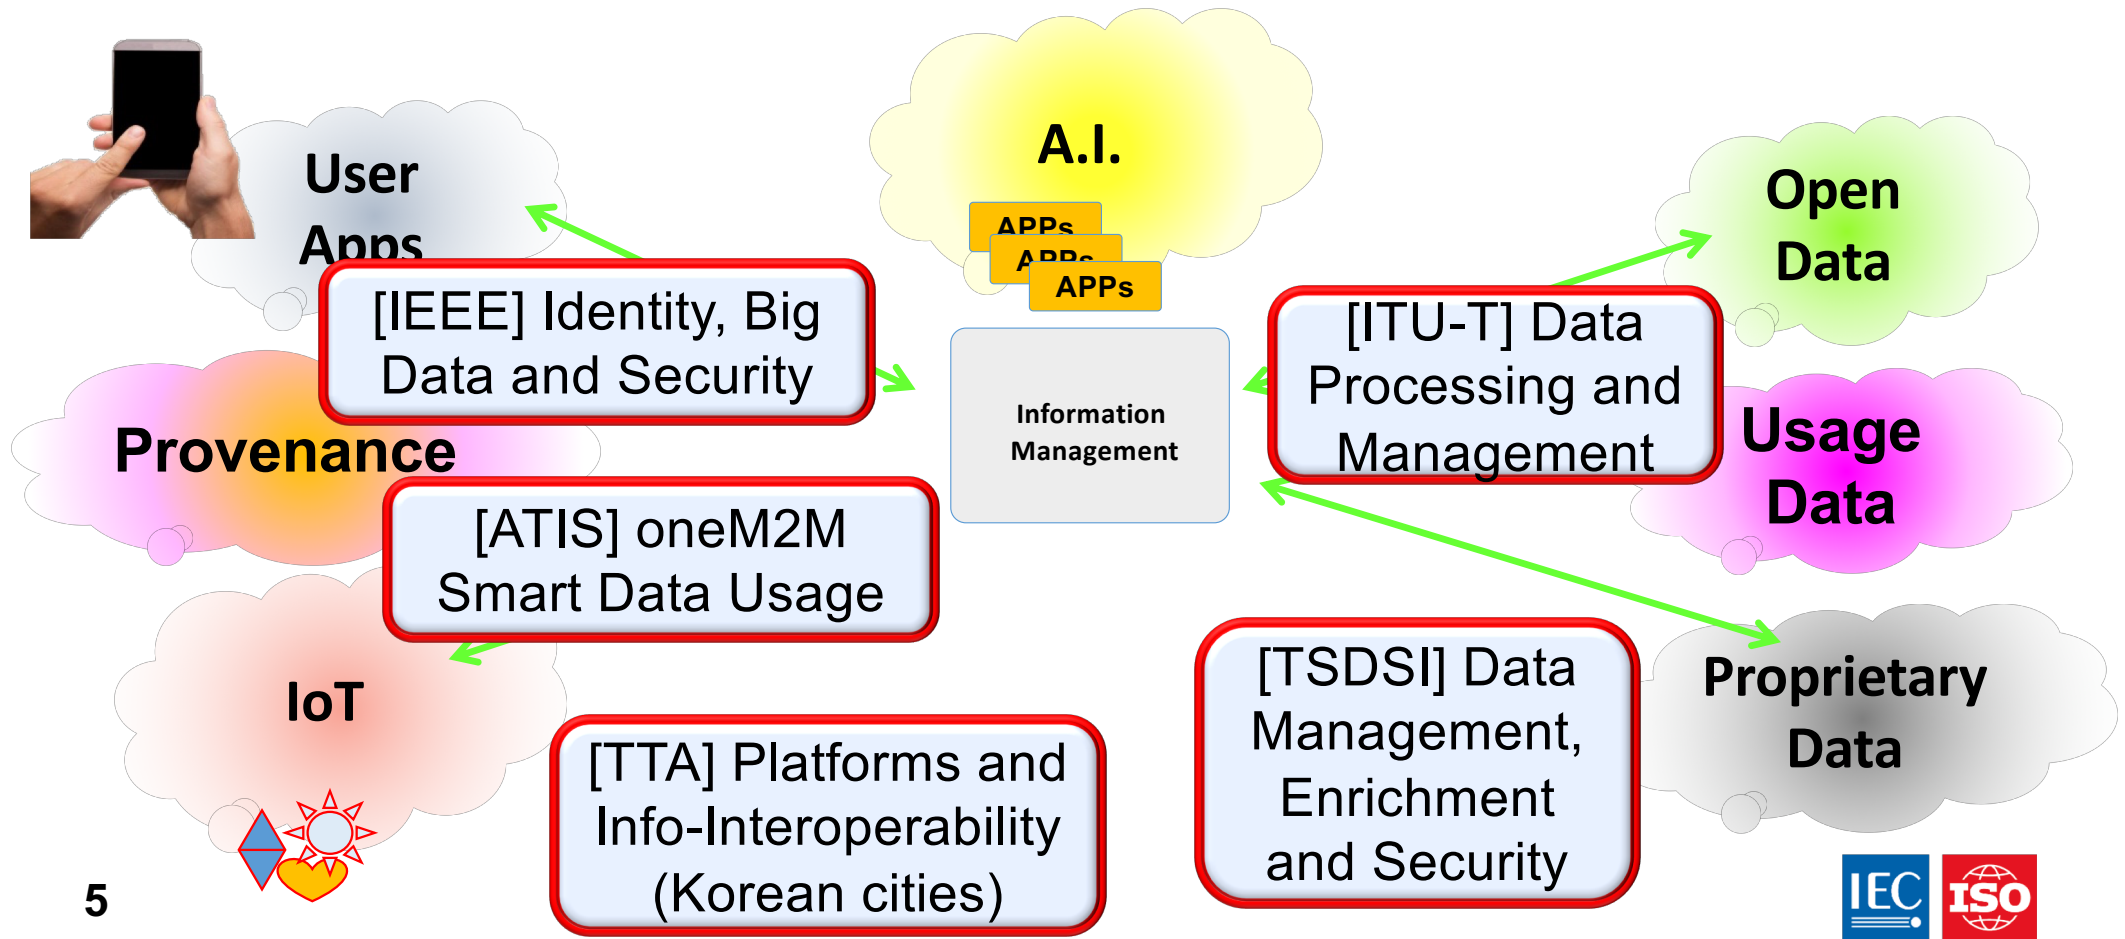 User
Apps
A.I.
APPs
APPs
APPs
Open
Data
[IEEE] Identity, Big
Data and Security
[ITU-T] Data
Processing and
Management
Information
Management
Provenance
Usage
Data
[ATIS] oneM2M
Smart Data Usage
IoT
[TSDSI] Data
Management,
Enrichment
and Security
Proprietary
Data
[TTA] Platforms and
Info-Interoperability
(Korean cities)
5
IEC
ISO